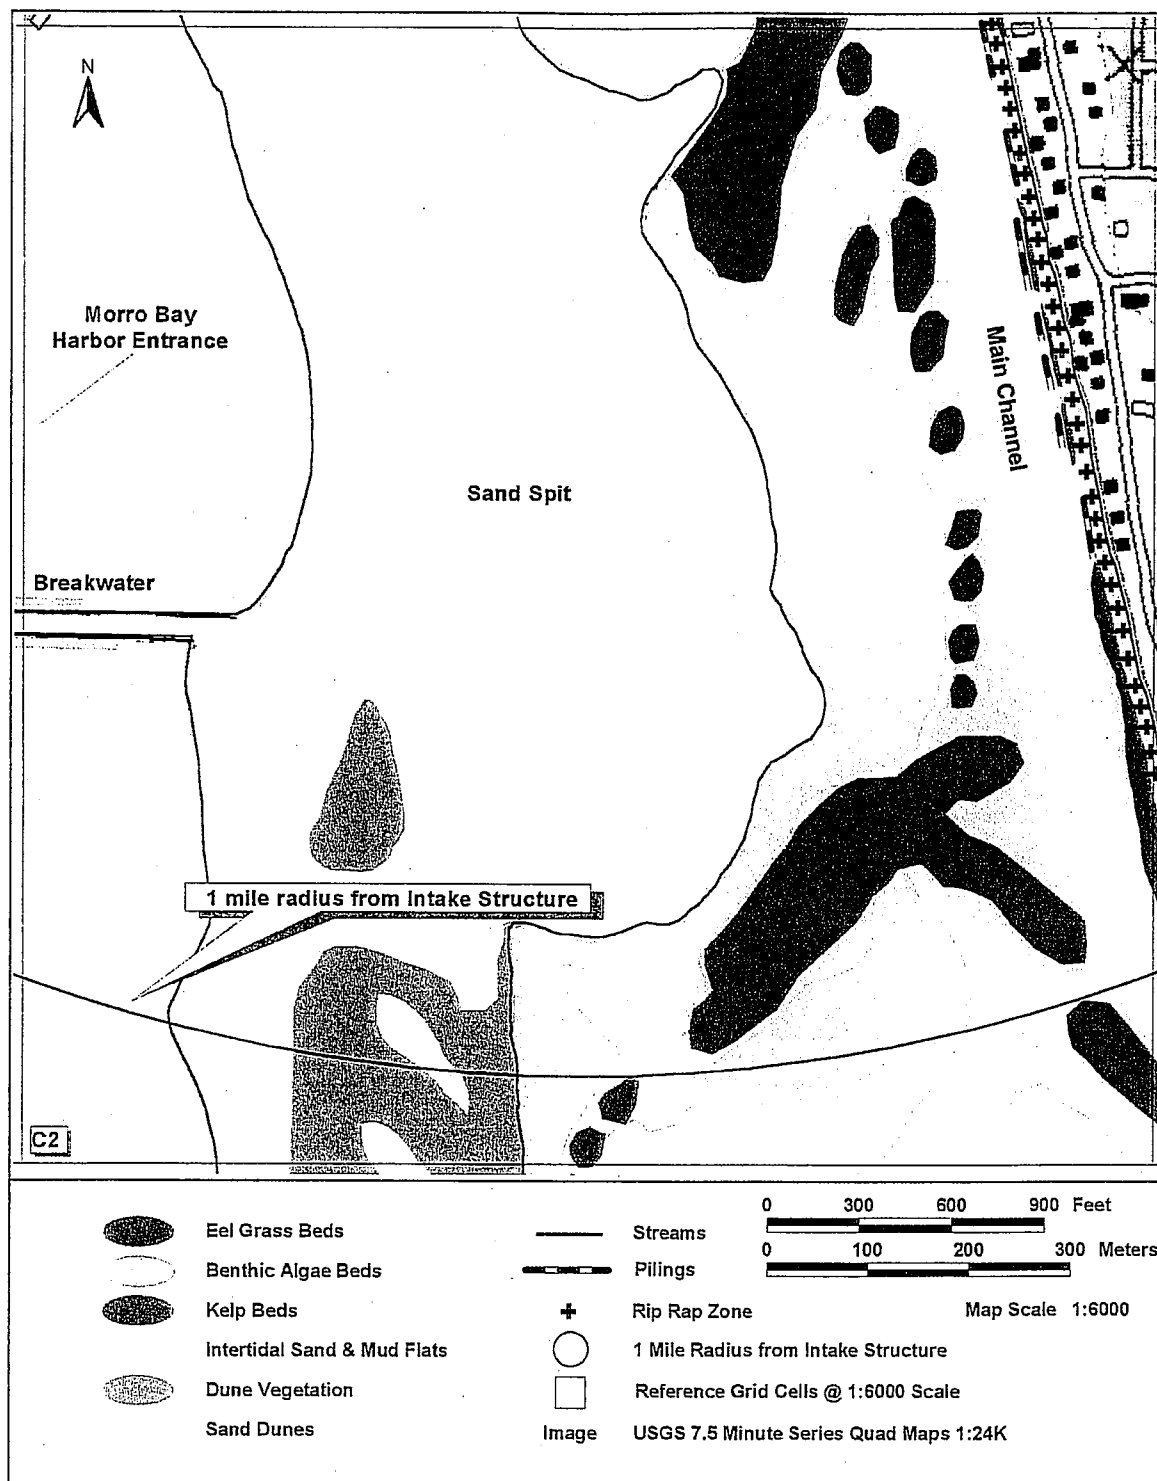 N
Morro Bay
Harbor Entrance
Main Channel
Sand Spit
Breakwater
1 mile radius from Intake Structure
C2
Eel Grass Beds
Benthic Algae Beds
Kelp Beds
Intertidal Sand & Mud Flats
Dune Vegetation
Sand Dunes
Streams
Pilings
Rip Rap Zone
1 Mile Radius from Intake Structure
Reference Grid Cells @ 1:6000 Scale
Image USGS 7.5 Minute Series Quad Maps 1:24K
0 300 600 900 Feet
0 100 200 300 Meters
Map Scale 1:6000